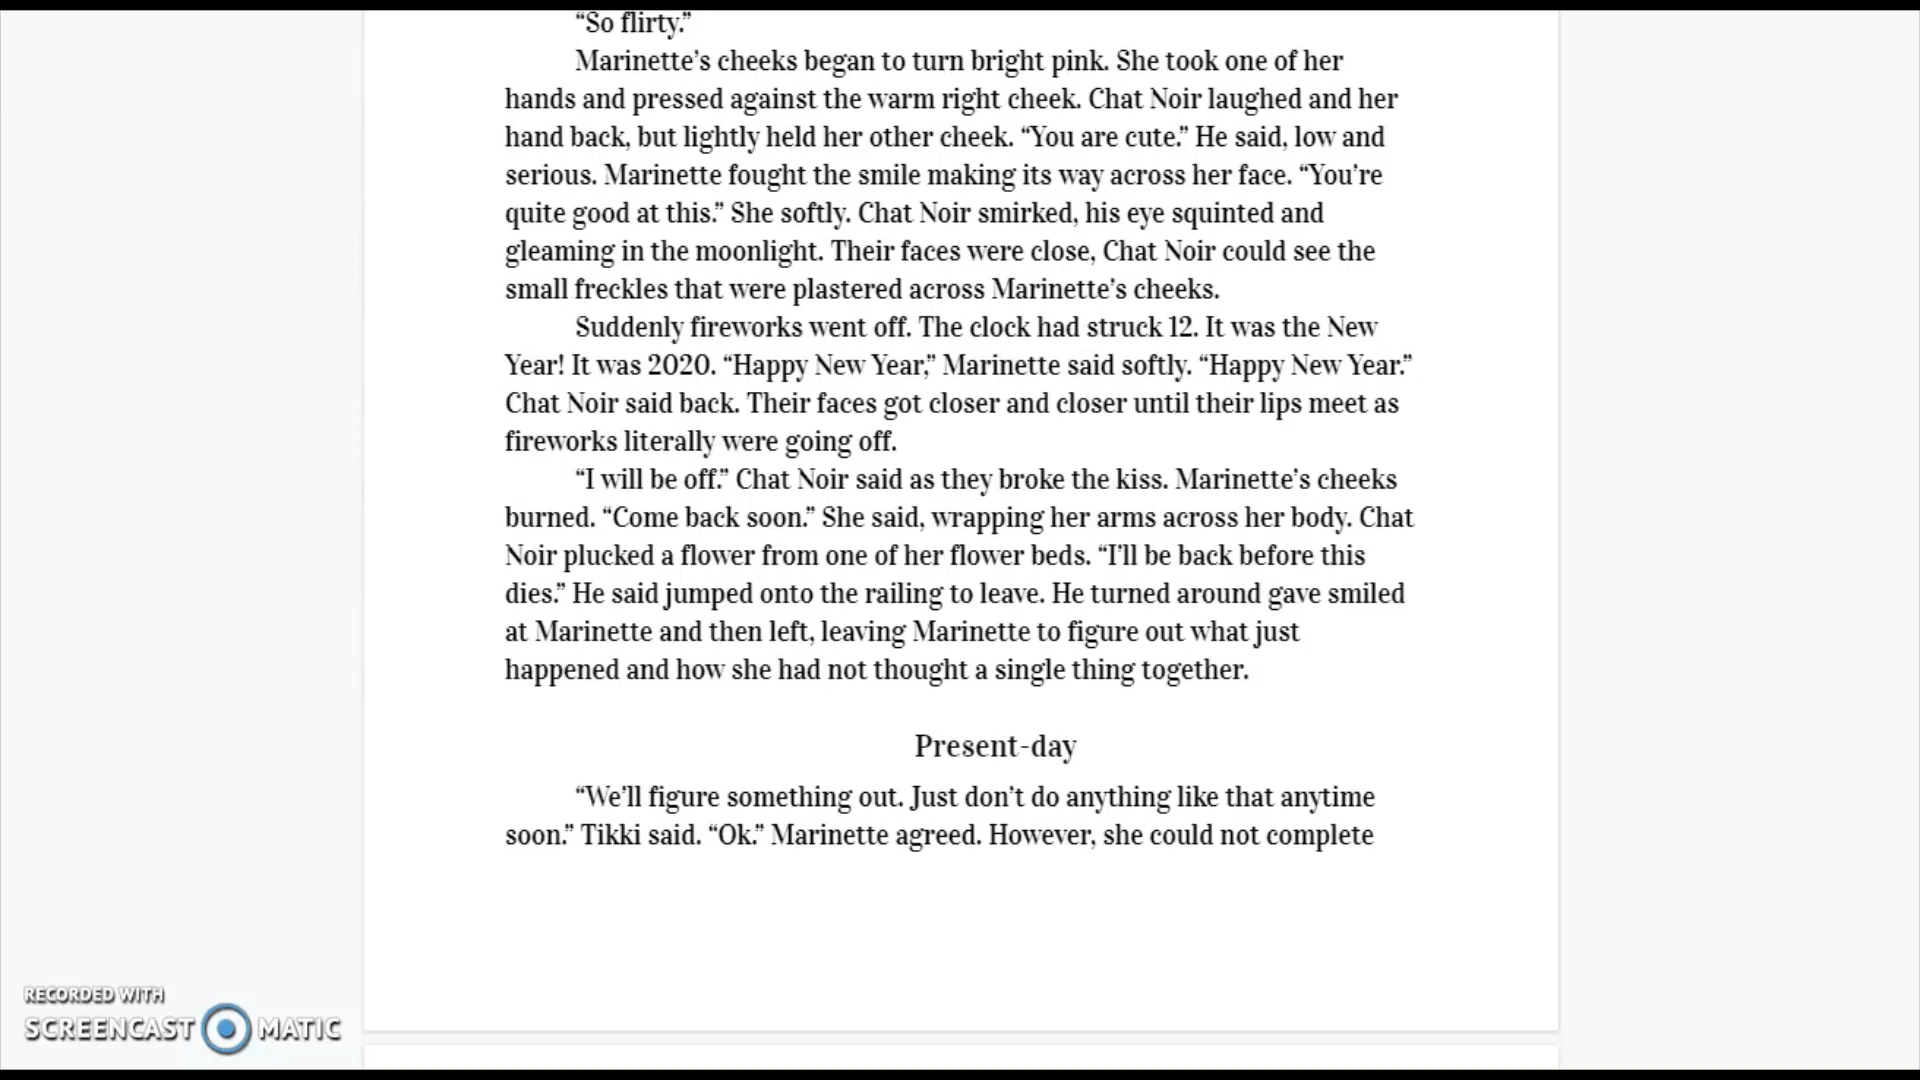 “So flirty.”
Marinette’s cheeks began to turn bright pink. She took one of her
hands and pressed against the warm right cheek. Chat Noir laughed and her
hand back, but lightly held her other cheek. “You are cute.” He said, low and
serious. Marinette fought the smile making its way across her face. “You’re
quite good at this.” She softly. Chat Noir smirked, his eye squinted and
gleaming in the moonlight. Their faces were close, Chat Noir could see the
small freckles that were plastered across Marinette’s cheeks.
Suddenly fireworks went off. The clock had struck 12. It was the New
Year! It was 2020. “Happy New Year,” Marinette said softly. “Happy New Year.”
Chat Noir said back. Their faces got closer and closer until their lips meet as
fireworks literally were going off.
“I will be off.” Chat Noir said as they broke the kiss. Marinette’s cheeks
burned. “Come back soon.” She said, wrapping her arms across her body. Chat
Noir plucked a flower from one of her flower beds. “I’ll be back before this
dies.” He said jumped onto the railing to leave. He turned around gave smiled
at Marinette and then left, leaving Marinette to figure out what just
happened and how she had not thought a single thing together.
Present-day
“We’ll figure something out. Just don’t do anything like that anytime
soon.” Tikki said. “Ok.” Marinette agreed. However, she could not complete
RECORDED WITH
SCREENCAST MATIC